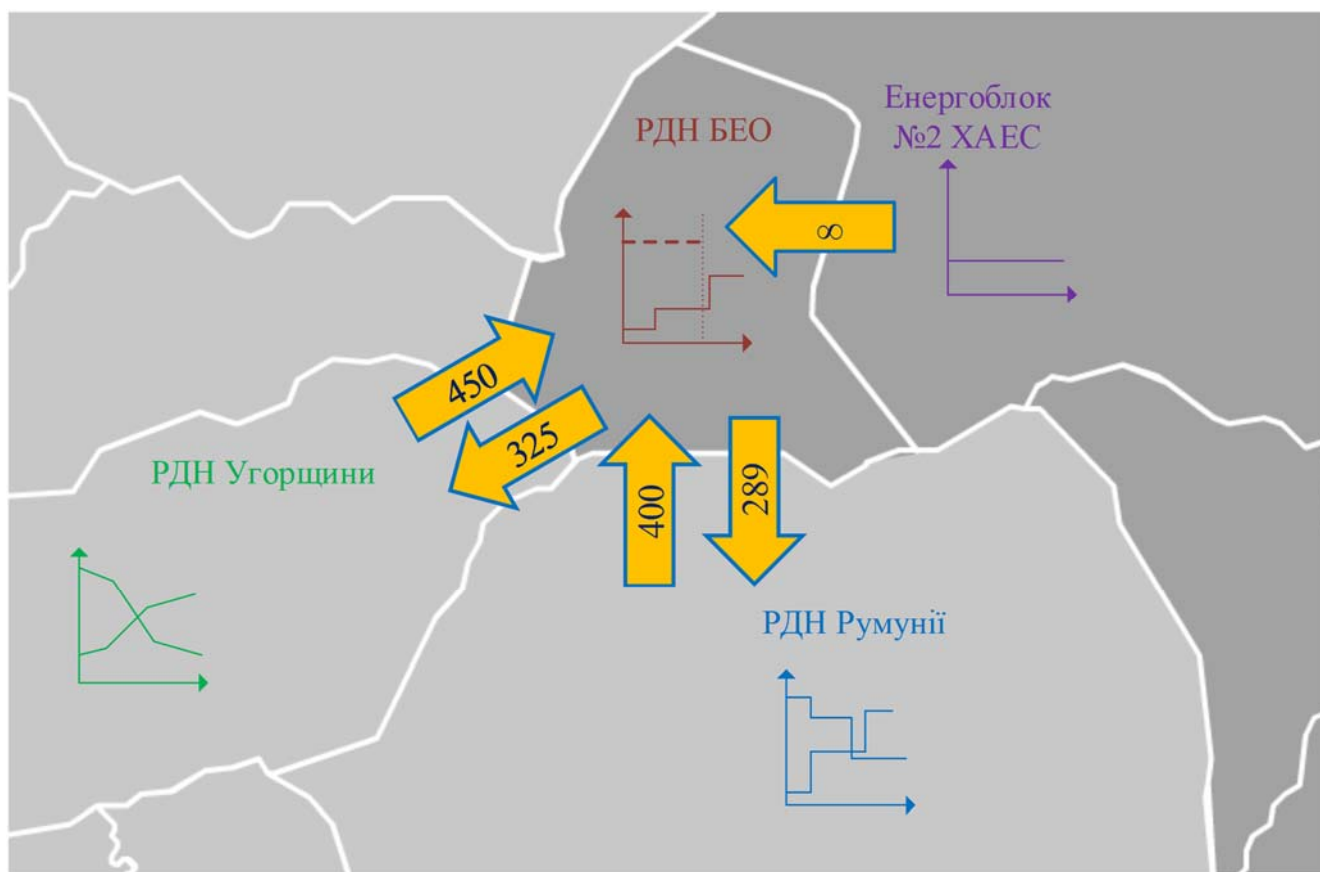 Енергоблок
№2 ХАЕС
РДН БЕО
∞
450
325
РДН Угорщини
400
289
РДН Румунії